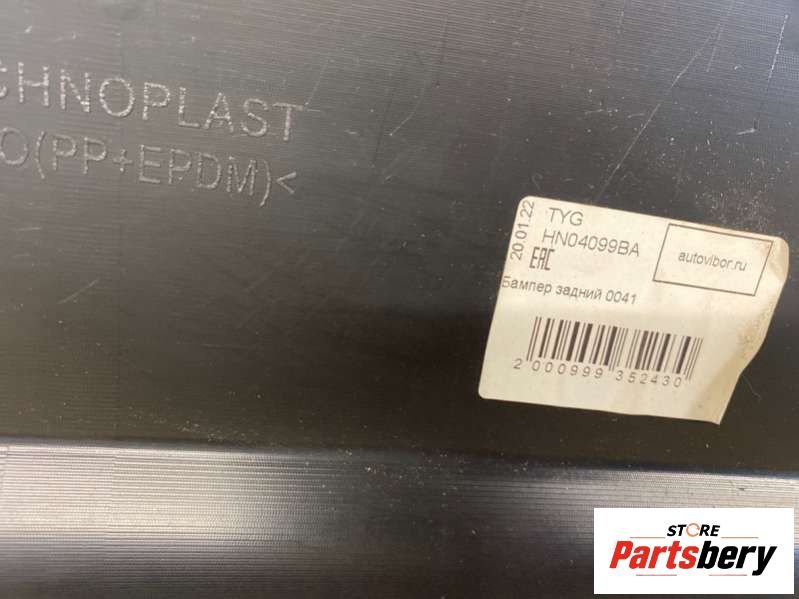 CHNOPLAST
O(PP+EPDM)<
20.01.22
TYG
HN04099BA
EAC
autovibor.ru
Бампер задний 0041
2 000999 352430
STORE
Partsbery